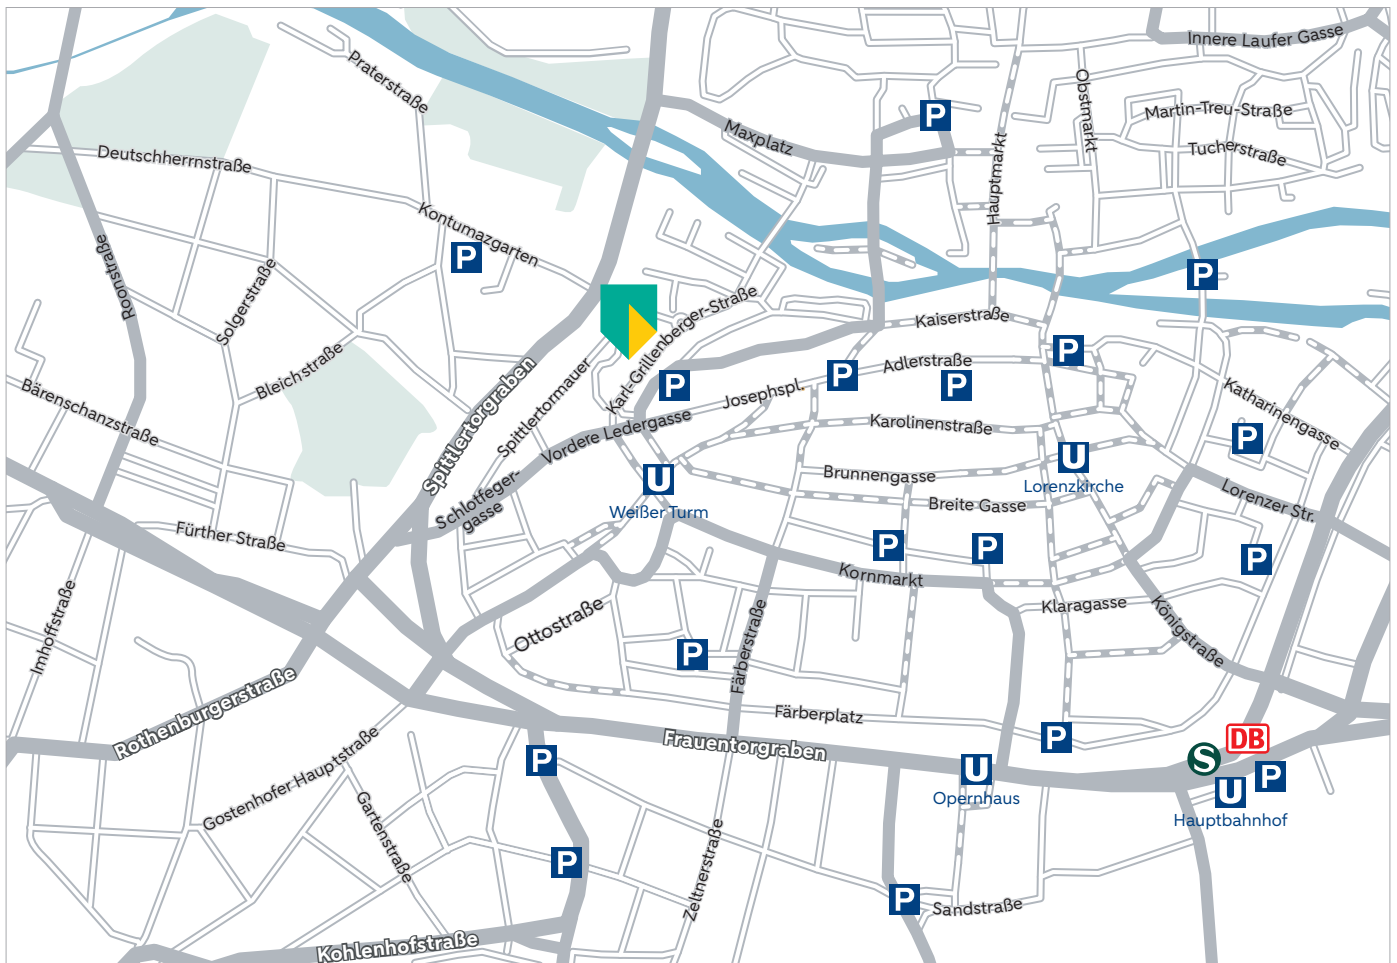 Innere Laufer Gasse
Praterstraße
Obstmarkt
Martin-Treu-Straße
P
Maxplatz
Tucherstraße
Deutschherrnstraße
Hauptmarkt
Kontumazgarten
P
Roonstraße
Solgerstraße
P
Karl-Grillenberger-Straße
Kaiserstraße
Bleichstraße
P
Adlerstraße
P
P
P
Josephspl.
Spittlertorgraben
Spittlertormauer
Bärenschanzstraße
Katharinengasse
Vordere Ledergasse
Karolinenstraße
P
U
Lorenzkirche
U
Weißer Turm
Brunnengasse
Breite Gasse
Schlotfeger-
gasse
Lorenzer Str.
Fürther Straße
P
P
P
Kornmarkt
Imhoffstraße
Ottostraße
Klaragasse
Königstraße
Färberstraße
P
Rothenburgerstraße
Färberplatz
Frauentorgraben
P
DB
S
P
U
Hauptbahnhof
U
Opernhaus
P
Gostenhofer Hauptstraße
Gartenstraße
P
Zeltnerstraße
P
Sandstraße
Kohlenhofstraße